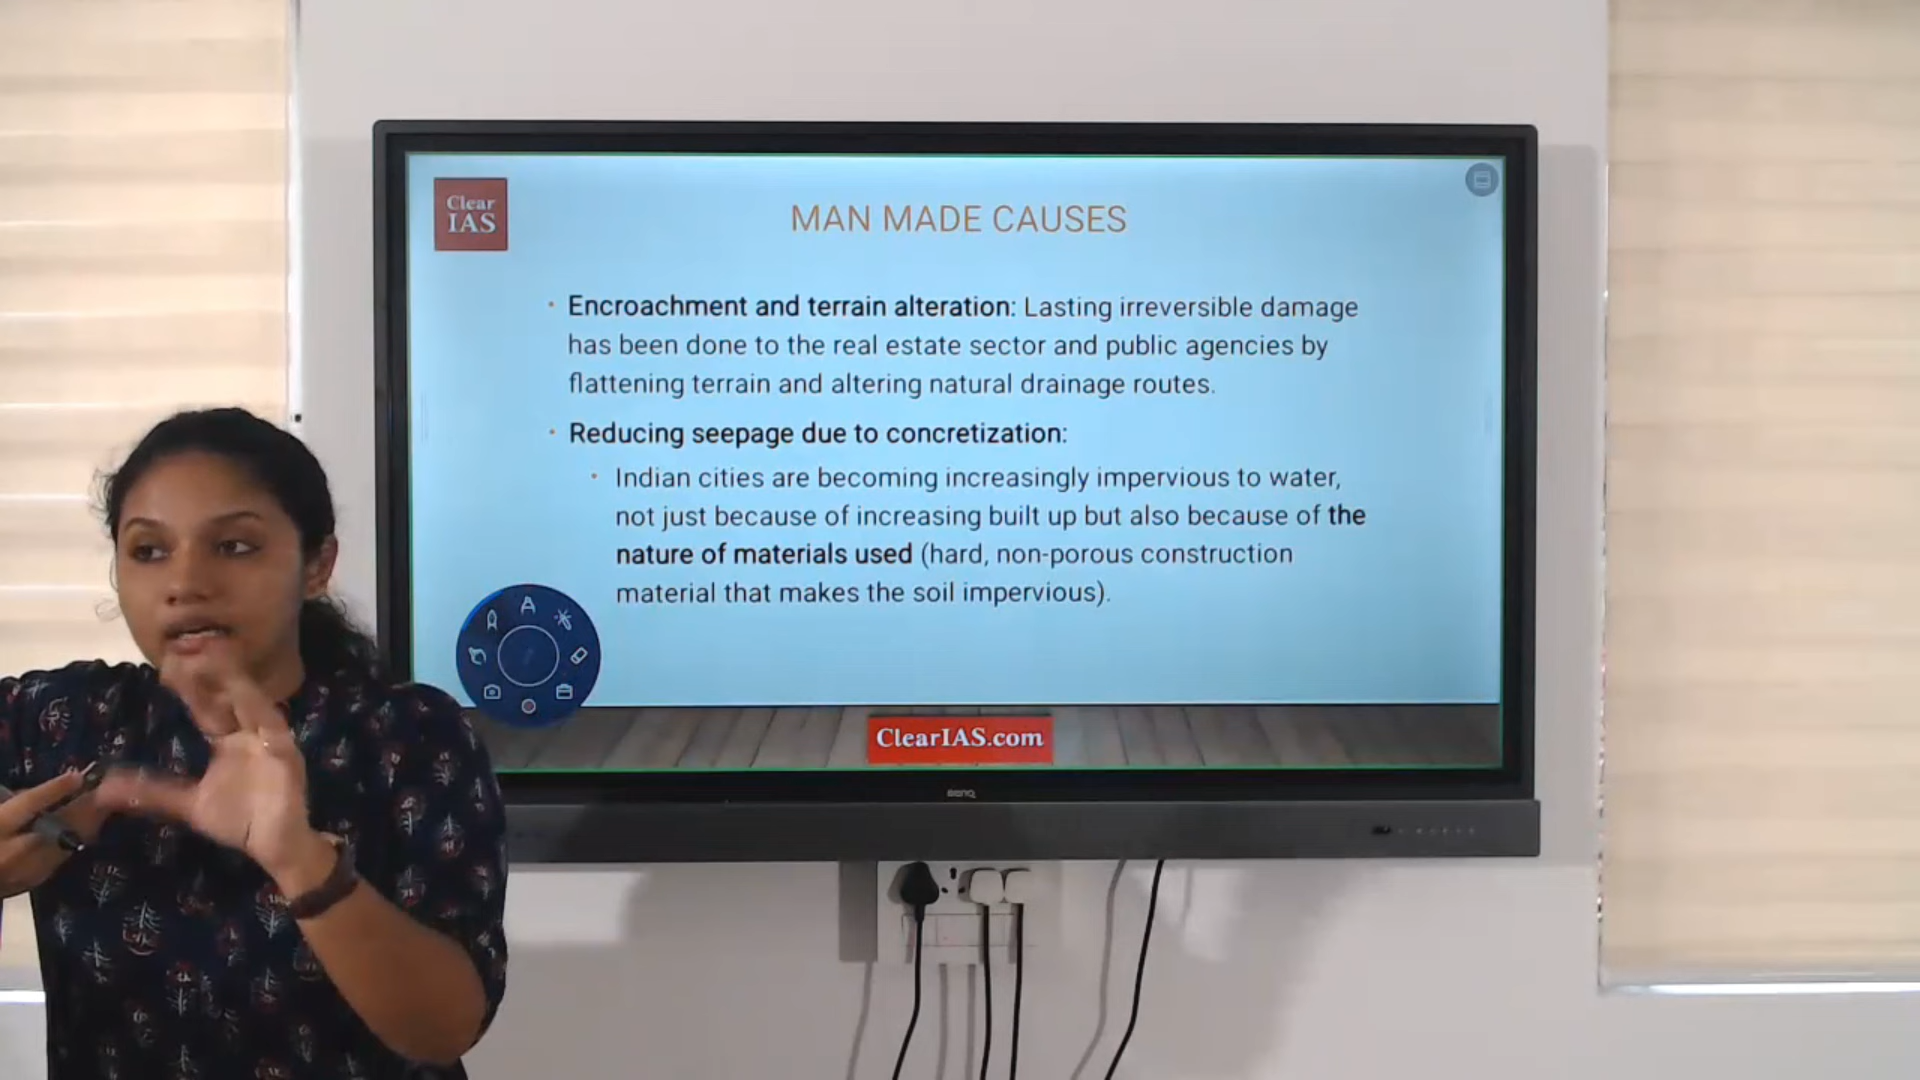 Clear
IAS
MAN MADE CAUSES
• Encroachment and terrain alteration: Lasting irreversible damage
has been done to the real estate sector and public agencies by
flattening terrain and altering natural drainage routes.
• Reducing seepage due to concretization:
• Indian cities are becoming increasingly impervious to water,
not just because of increasing built up but also because of the
nature of materials used (hard, non-porous construction
material that makes the soil impervious).
ClearIAS.com
BenQ